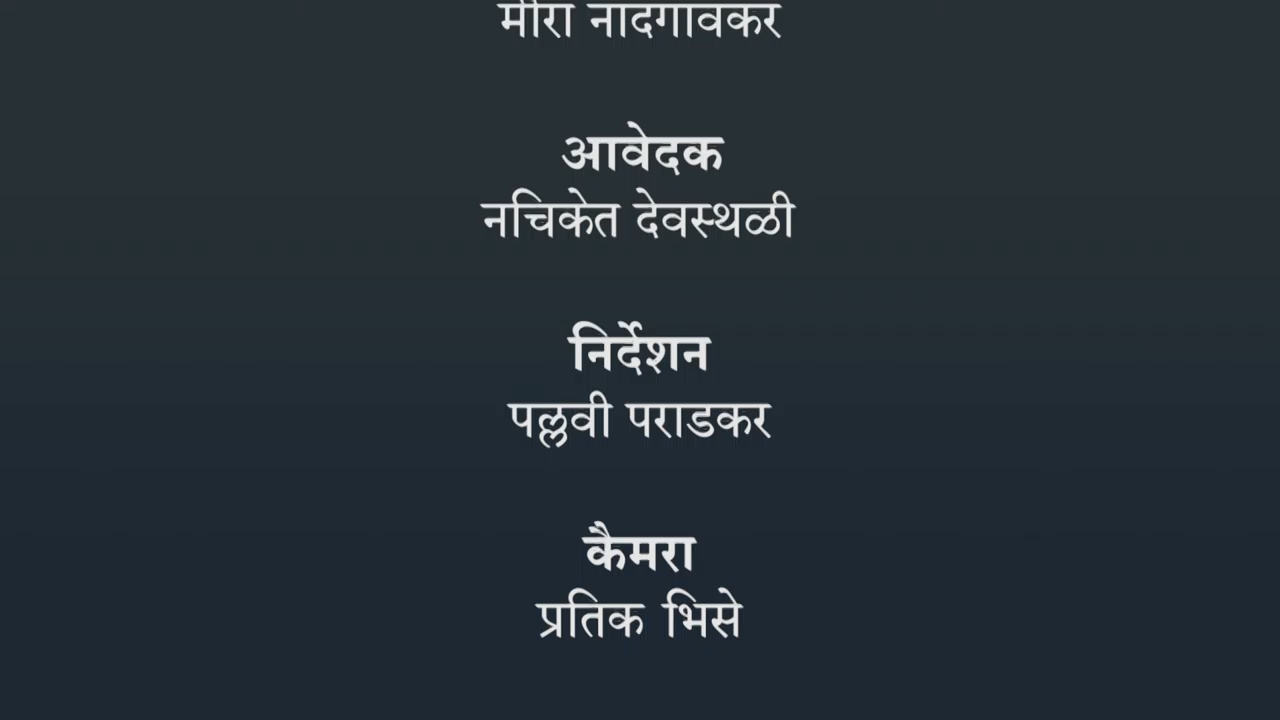 मीरा नादगावकर
आवेदक
नचिकेत देवस्थळी
निर्देशन
पल्लवी पराडकर
कैमरा
प्रतिक भिसे